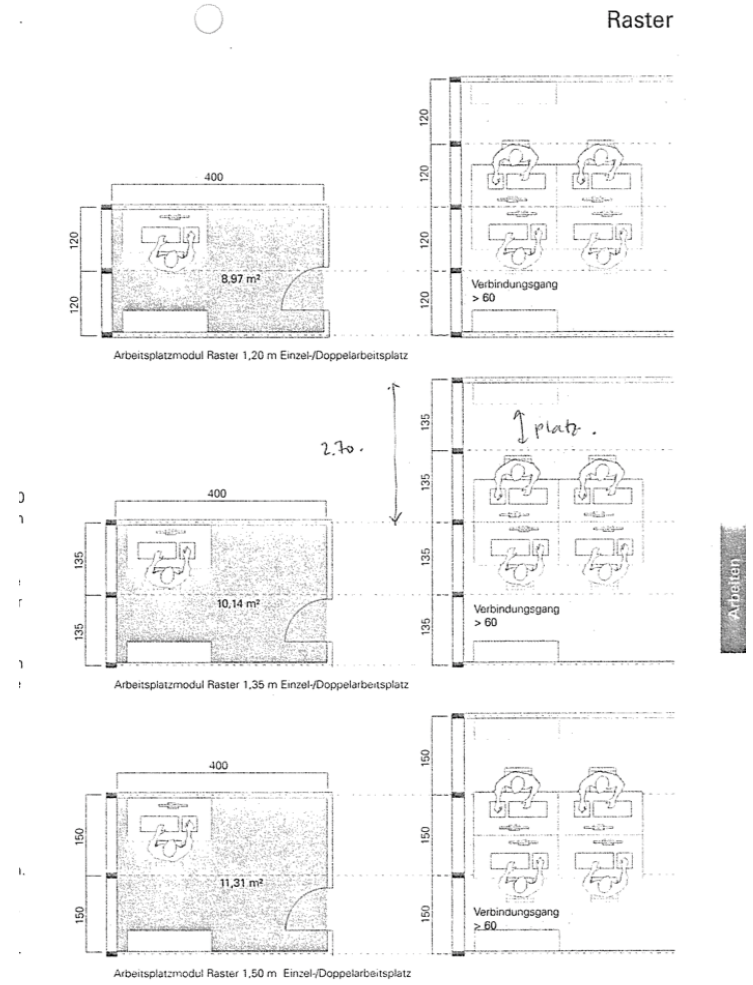 Raster
120
120
400
120
120
8,97 m²
120
120
Verbindungsgang
> 60
Arbeitsplatzmodul Raster 1,20 m Einzel-/Doppelarbeitsplatz
135
platz.
2.70.
135
400
135
135
10,14 m²
135
135
Verbindungsgang
> 60
Arbeiten
Arbeitsplatzmodul Raster 1,35 m Einzel-/Doppelarbeitsplatz
150
400
150
150
11,31 m²
150
150
Verbindungsgang
> 60
Arbeitsplatzmodul Raster 1,50 m Einzel-/Doppelarbeitsplatz